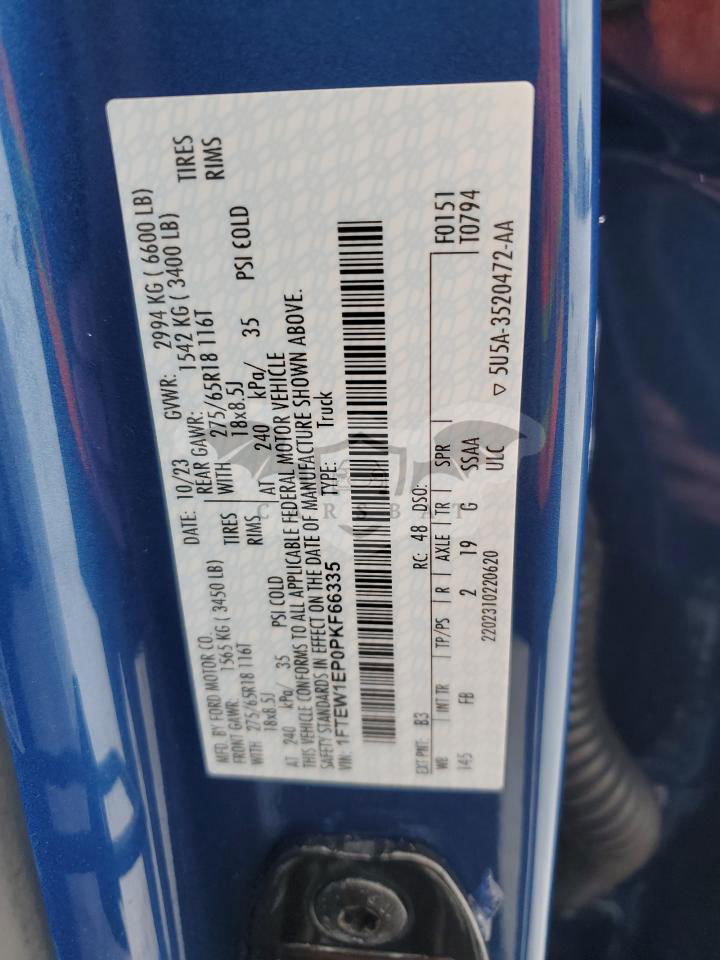 MFD. BY FORD MOTOR CO.
DATE: 10/23
GVWR: 2994 KG ( 6600 LB)
FRONT GAWR: 1565 KG ( 3450 LB)
REAR GAWR: 1542 KG ( 3400 LB)
WITH 275/65R18 116T TIRES
WITH 275/65R18 116T TIRES
18x8.5J RIMS
18x8.5J RIMS
AT 240 kPa/ 35 PSI COLD
AT 240 kPa/ 35 PSI COLD
THIS VEHICLE CONFORMS TO ALL APPLICABLE FEDERAL MOTOR VEHICLE
SAFETY STANDARDS IN EFFECT ON THE DATE OF MANUFACTURE SHOWN ABOVE.
VIN: 1FTEW1EP0PKF66335
TYPE: Truck
F0151
T0794
EXT PNT: B3 RC: 48 DSO:
WB INT TR TP/PS R AXLE TR SPR
145 FB 2 19 G SSAA
2202310220620 ULC
▽ 5U5A-3520472-AA
CARSBAT